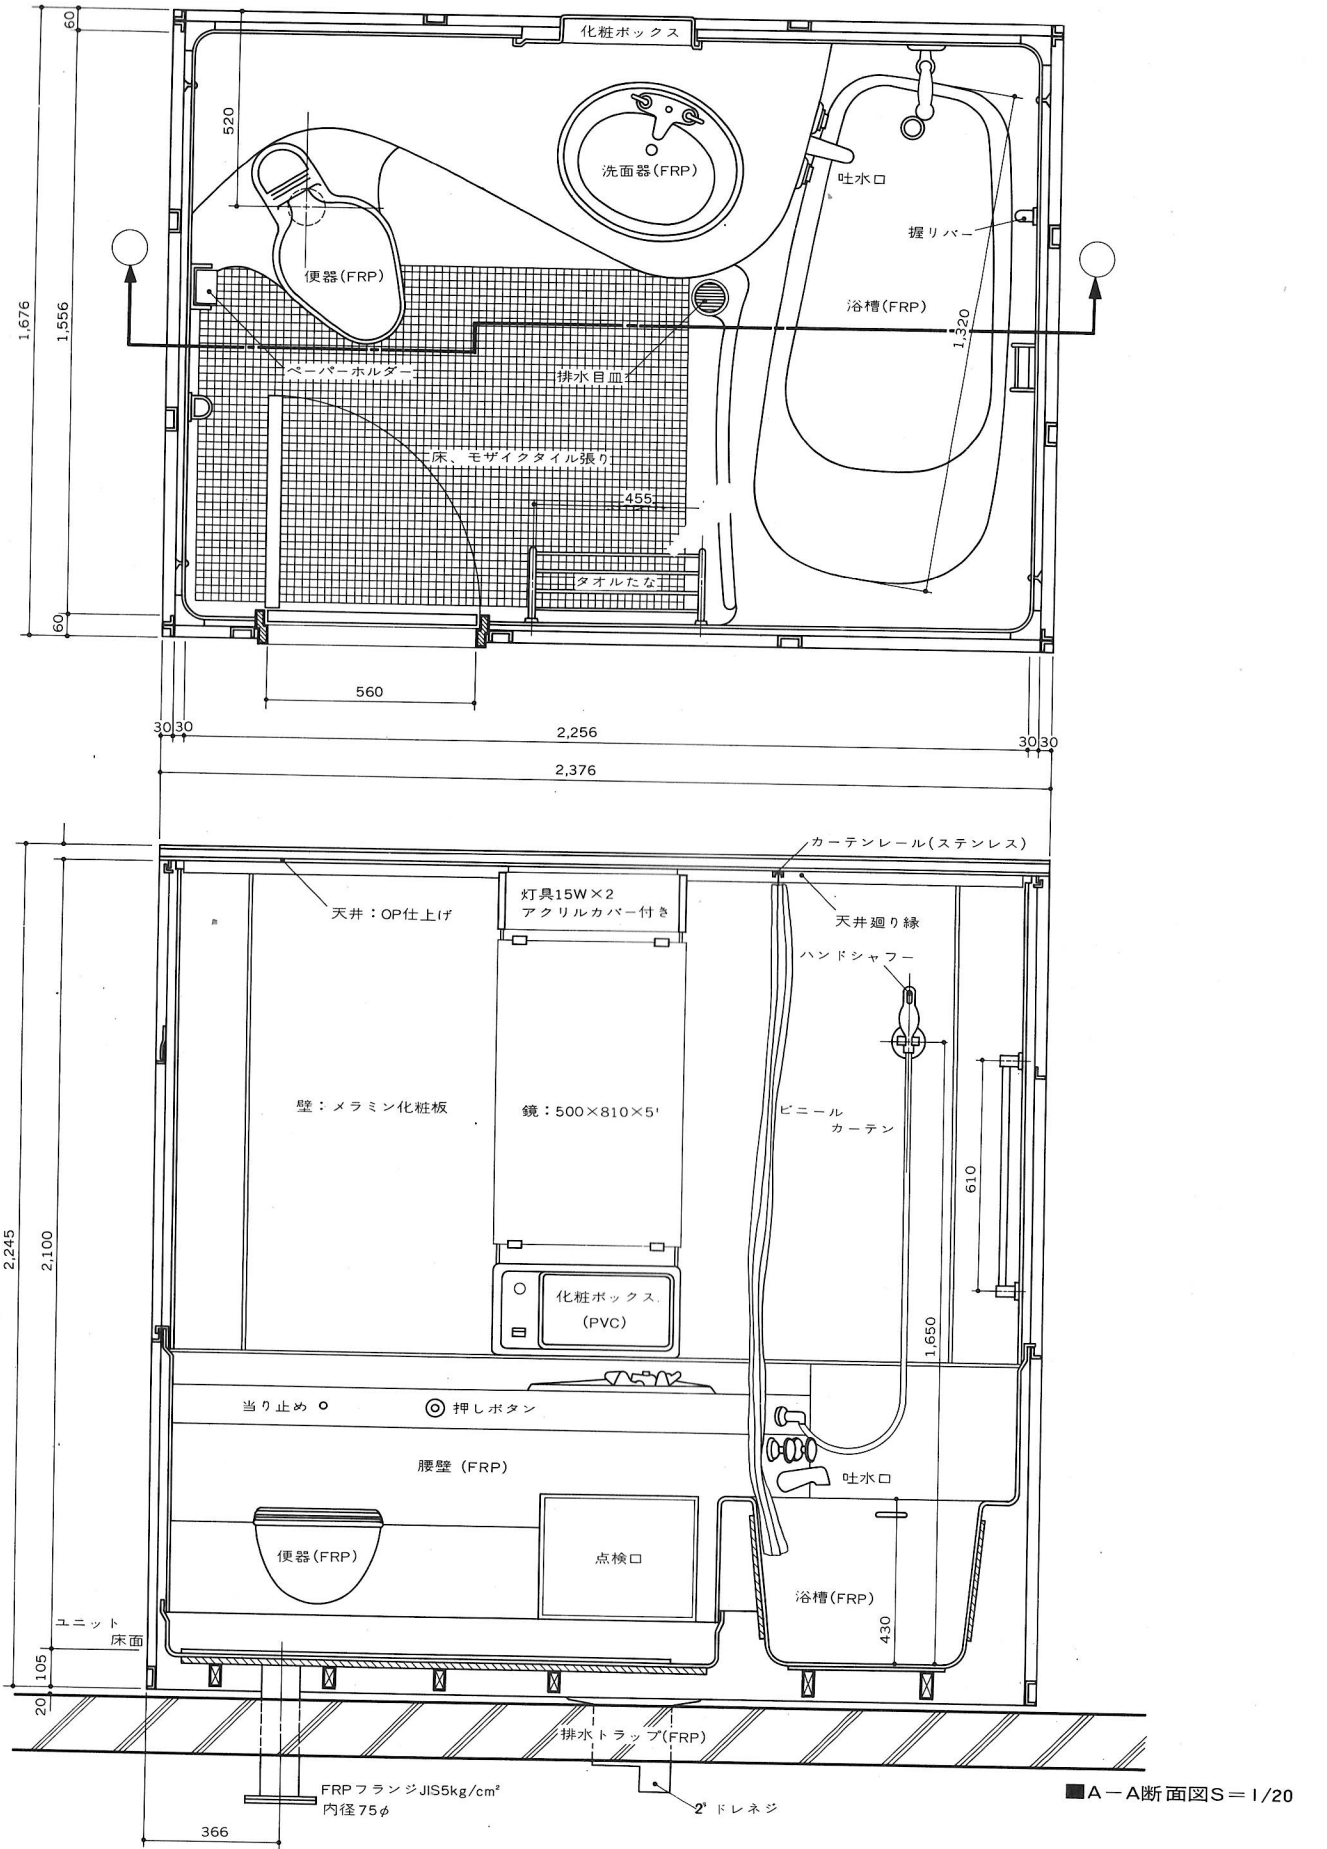 60
化粧ボックス
520
洗面器(FRP)
吐水口
握りバー
便器(FRP)
浴槽(FRP)
1,676
1,556
1,320
ペーパーホルダー
排水目皿
床、モザイクタイル張り
455
タオルたな
60
560
30 30
2,256
30 30
2,376
カーテンレール(ステンレス)
灯具15W×2
アクリルカバー付き
天井：OP仕上げ
天井廻り縁
ハンドシャフー
壁：メラミン化粧板
鏡：500×810×5'
ビニール
カーテン
610
2,245
2,100
化粧ボックス
(PVC)
1,650
当り止め
押しボタン
腰壁 (FRP)
吐水口
便器(FRP)
点検口
浴槽(FRP)
430
ユニット
床面
105
20
排水トラップ(FRP)
FRPフランジJIS5kg/cm²
内径75φ
2" ドレネジ
366
■A－A断面図S＝1/20